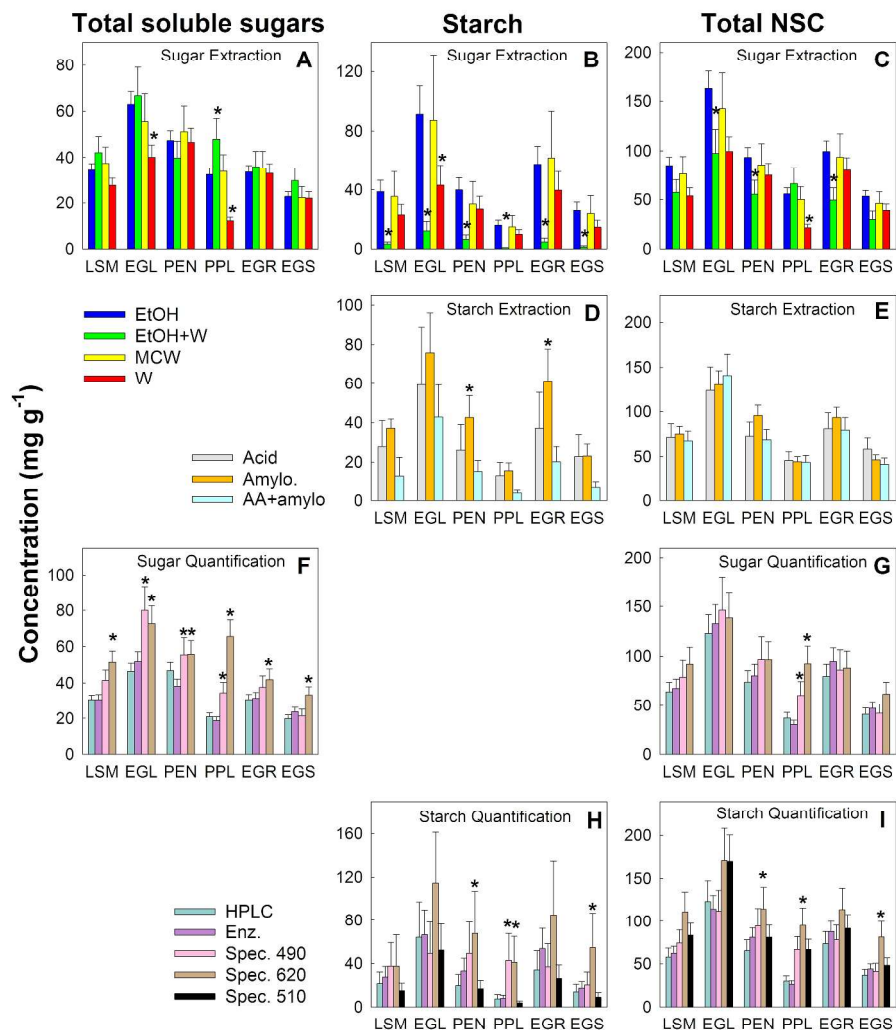 Total soluble sugars Starch Total NSC
Sugar Extraction A
Sugar Extraction B
Sugar Extraction C
80
60
40
20
0
120
80
40
0
200
150
100
50
0
* * *
* * * * * * *
* * * *
LSM EGL PEN PPL EGR EGS
LSM EGL PEN PPL EGR EGS
LSM EGL PEN PPL EGR EGS
EtOH
EtOH+W
MCW
W
Starch Extraction D
Starch Extraction E
100
80
60
40
20
0
200
150
100
50
0
* *
Acid
Amylo.
AA+amylo
LSM EGL PEN PPL EGR EGS
LSM EGL PEN PPL EGR EGS
Concentration (mg g-1)
Sugar Quantification F
Sugar Quantification G
100
80
60
40
20
0
200
150
100
50
0
* * * ** * * * *
* *
LSM EGL PEN PPL EGR EGS
LSM EGL PEN PPL EGR EGS
Starch Quantification H
Starch Quantification I
160
120
80
40
0
200
150
100
50
0
* ** *
* * *
HPLC
Enz.
Spec. 490
Spec. 620
Spec. 510
LSM EGL PEN PPL EGR EGS
LSM EGL PEN PPL EGR EGS